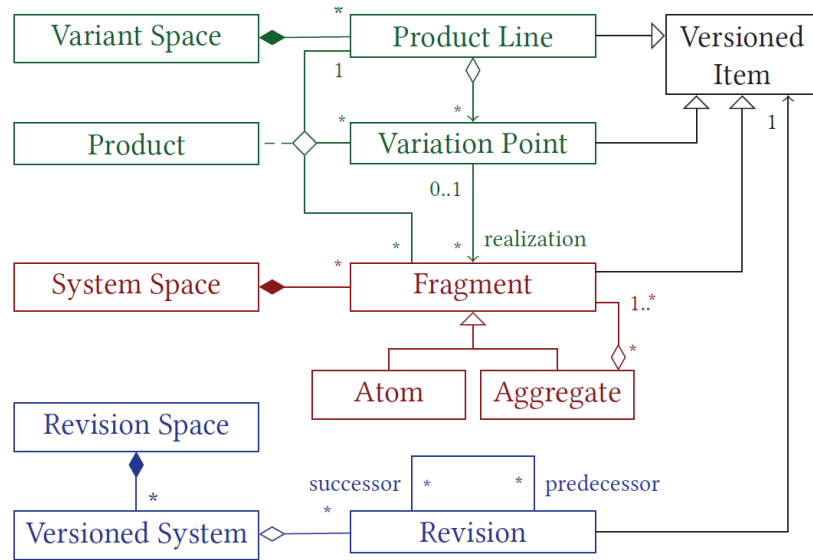 Variant Space
*
Product Line
Versioned
Item
1
*
*
1
Product
Variation Point
0..1
*
*
realization
System Space
*
Fragment
1..*
*
Atom
Aggregate
Revision Space
*
successor
*
*
predecessor
*
Versioned System
Revision